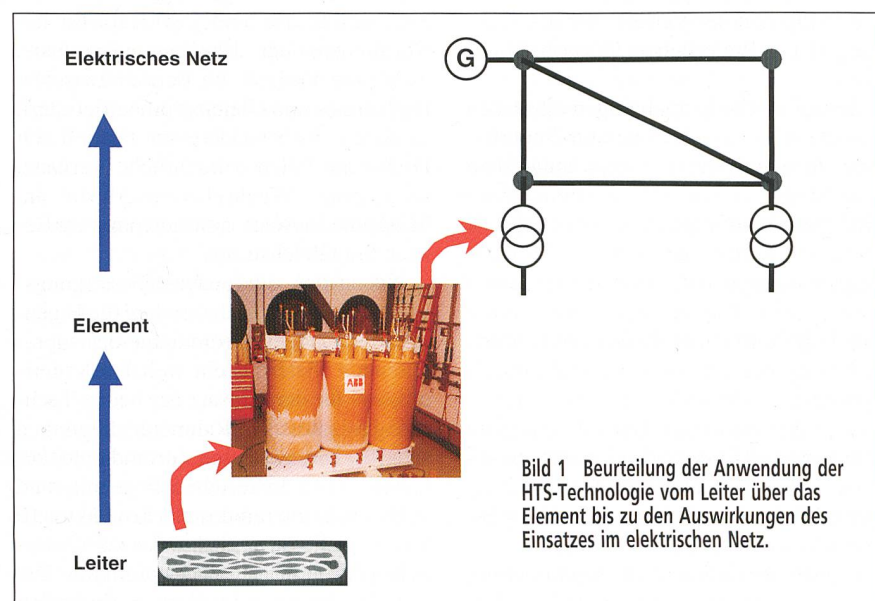 Elektrisches Netz
G
Element
ABB
Bild 1 Beurteilung der Anwendung der
HTS-Technologie vom Leiter über das
Element bis zu den Auswirkungen des
Einsatzes im elektrischen Netz.
Leiter